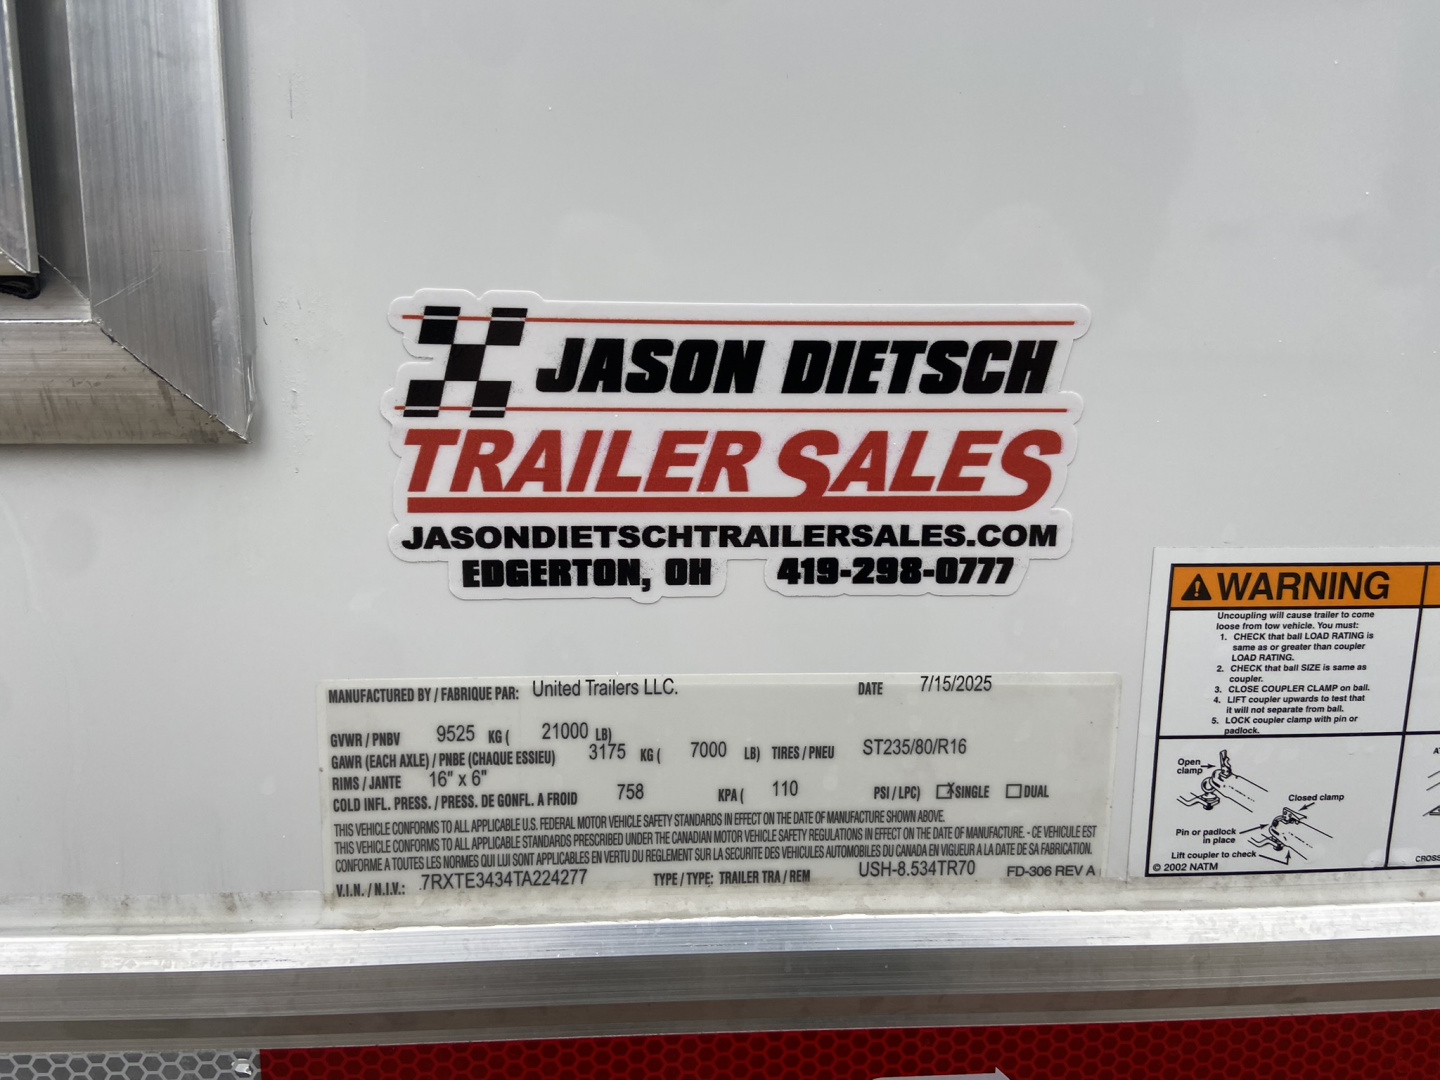 JASON DIETSCH
TRAILER SALES
JASONDIETSCHTRAILERSALES.COM
EDGERTON, OH 419-298-0777
MANUFACTURED BY / FABRIQUE PAR: United Trailers LLC. DATE 7/15/2025
GVWR / PNBV 9525 KG ( 21000 LB)
GAWR (EACH AXLE) / PNBE (CHAQUE ESSIEU) 3175 KG ( 7000 LB) TIRES / PNEU ST235/80/R16
RIMS / JANTE 16" x 6"
COLD INFL. PRESS. / PRESS. DE GONFL. A FROID 758 KPA ( 110 PSI / LPC) X SINGLE DUAL
THIS VEHICLE CONFORMS TO ALL APPLICABLE U.S. FEDERAL MOTOR VEHICLE SAFETY STANDARDS IN EFFECT ON THE DATE OF MANUFACTURE SHOWN ABOVE.
THIS VEHICLE CONFORMS TO ALL APPLICABLE STANDARDS PRESCRIBED UNDER THE CANADIAN MOTOR VEHICLE SAFETY REGULATIONS IN EFFECT ON THE DATE OF MANUFACTURE. - CE VEHICULE EST
CONFORME A TOUTES LES NORMES QUI LUI SONT APPLICABLES EN VERTU DU REGLEMENT SUR LA SECURITE DES VEHICULES AUTOMOBILES DU CANADA EN VIGUEUR A LA DATE DE SA FABRICATION.
V.I.N. / N.I.V.: 7RXTE3434TA224277 TYPE / TYPE: TRAILER TRA / REM USH-8.534TR70 FD-306 REV A
WARNING
Uncoupling will cause trailer to come
loose from tow vehicle. You must:
1. CHECK that ball LOAD RATING is
same as or greater than coupler
LOAD RATING.
2. CHECK that ball SIZE is same as
coupler.
3. CLOSE COUPLER CLAMP on ball.
4. LIFT coupler upwards to test that
it will not separate from ball.
5. LOCK coupler clamp with pin or
padlock.
Open
clamp
Closed clamp
Pin or padlock
in place
Lift coupler to check
© 2002 NATM
CROSS